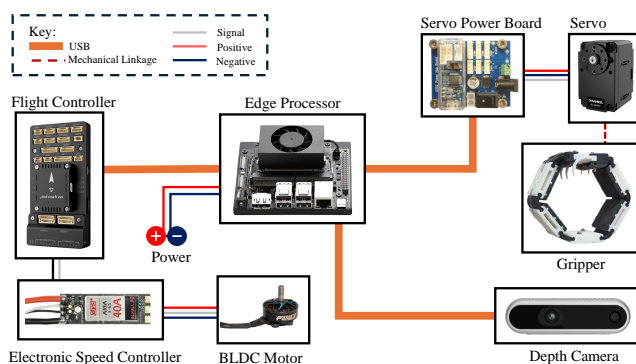 Key:
USB
Mechanical Linkage
Signal
Positive
Negative
Servo Power Board
Servo
Flight Controller
Edge Processor
Power
Gripper
40A
Electronic Speed Controller
BLDC Motor
Depth Camera